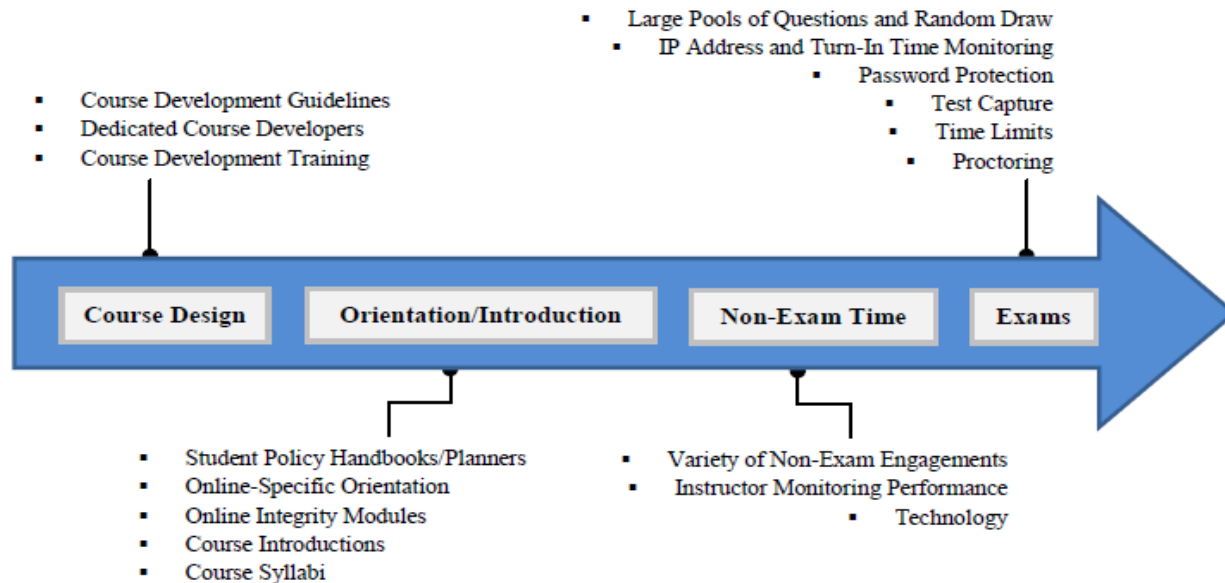 ▪ Large Pools of Questions and Random Draw
▪ IP Address and Turn-In Time Monitoring
▪ Password Protection
▪ Test Capture
▪ Time Limits
▪ Proctoring
▪ Course Development Guidelines
▪ Dedicated Course Developers
▪ Course Development Training
Course Design
Orientation/Introduction
Non-Exam Time
Exams
▪ Student Policy Handbooks/Planners
▪ Online-Specific Orientation
▪ Online Integrity Modules
▪ Course Introductions
▪ Course Syllabi
▪ Variety of Non-Exam Engagements
▪ Instructor Monitoring Performance
▪ Technology